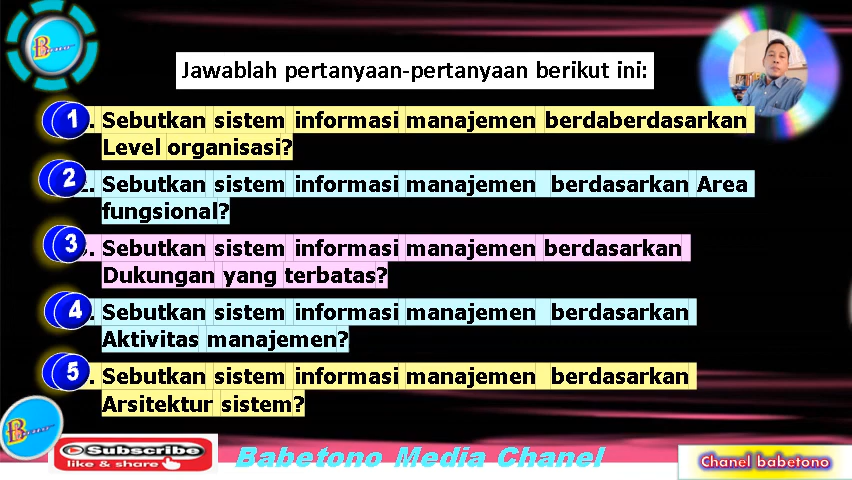 Jawablah pertanyaan-pertanyaan berikut ini:
1. Sebutkan sistem informasi manajemen berdaberdasarkan
Level organisasi?
2. Sebutkan sistem informasi manajemen berdasarkan Area
fungsional?
3. Sebutkan sistem informasi manajemen berdasarkan
Dukungan yang terbatas?
4. Sebutkan sistem informasi manajemen berdasarkan
Aktivitas manajemen?
5. Sebutkan sistem informasi manajemen berdasarkan
Arsitektur sistem?
Subscribe
like & share
Babetono Media Chanel
Chanel babetono